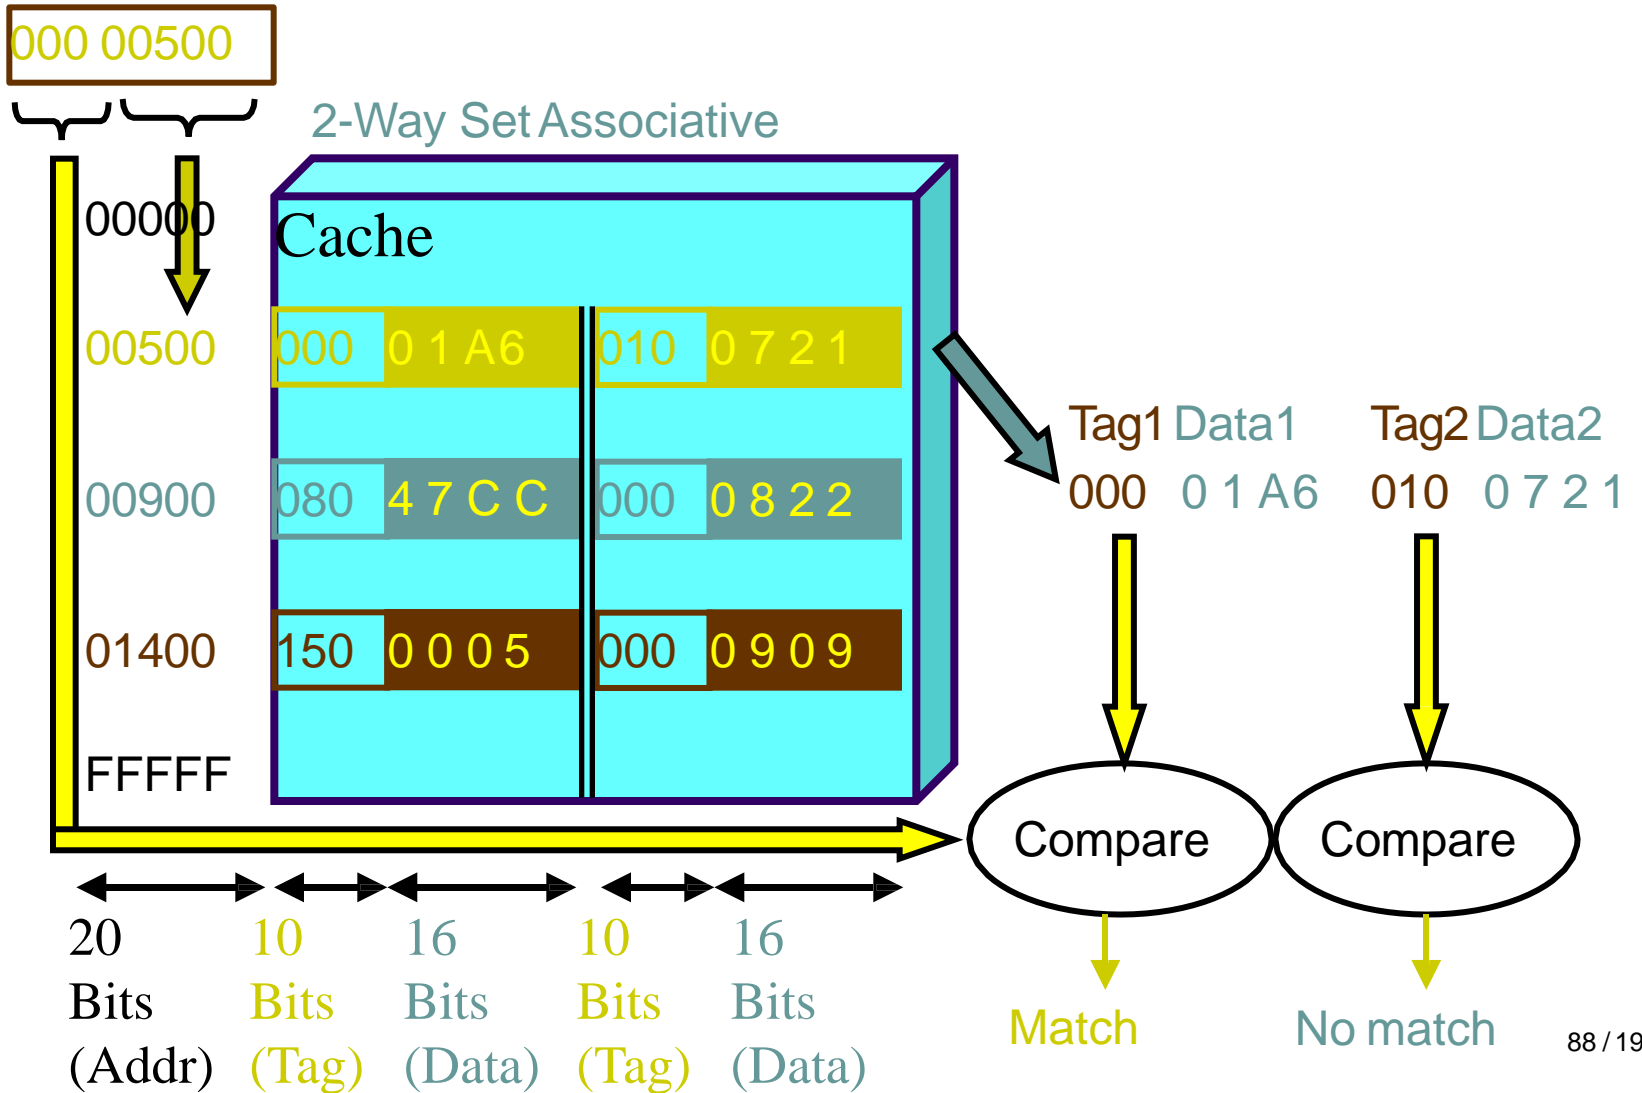 000 00500
2-Way Set Associative
00000
Cache
00500 000 0 1 A6 010 0 7 2 1
Tag1 Data1 Tag2 Data2
00900 080 4 7 C C 000 0 8 2 2
000 0 1 A6 010 0 7 2 1
01400 150 0 0 0 5 000 0 9 0 9
FFFFF
Compare Compare
20 10 16 10 16
Bits Bits Bits Bits Bits
(Addr) (Tag) (Data) (Tag) (Data)
Match No match
88 / 19